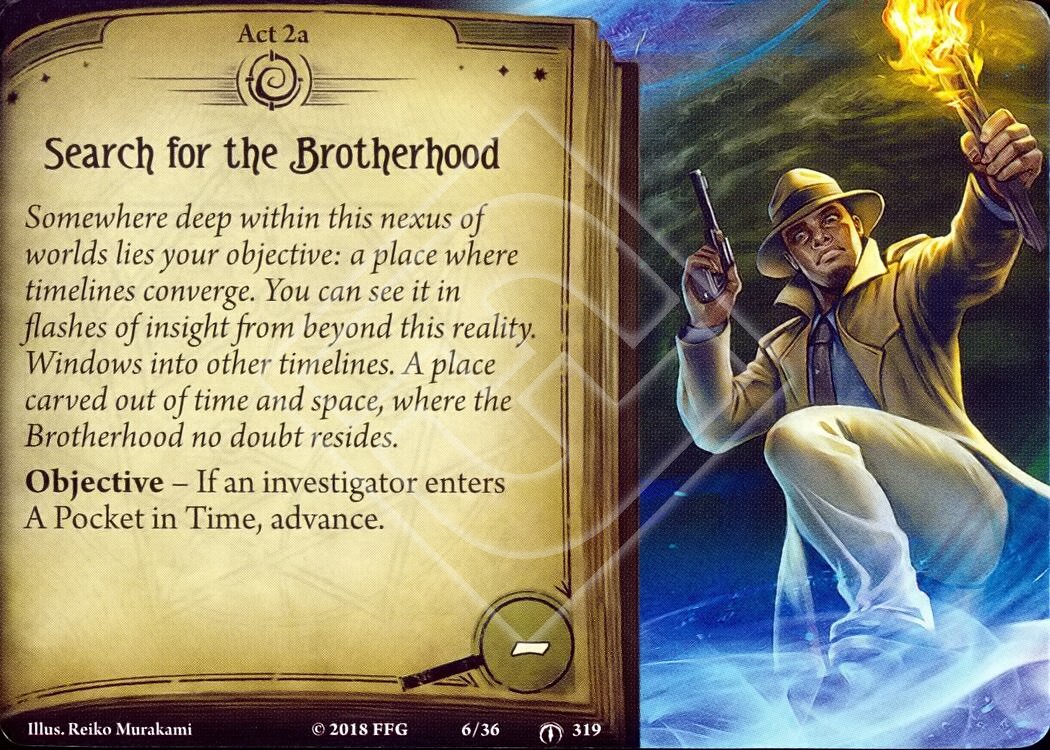 Act 2a
Search for the Brotherhood
Somewhere deep within this nexus of
worlds lies your objective: a place where
timelines converge. You can see it in
flashes of insight from beyond this reality.
Windows into other timelines. A place
carved out of time and space, where the
Brotherhood no doubt resides.
Objective – If an investigator enters
A Pocket in Time, advance.
–
Illus. Reiko Murakami © 2018 FFG 6/36 319